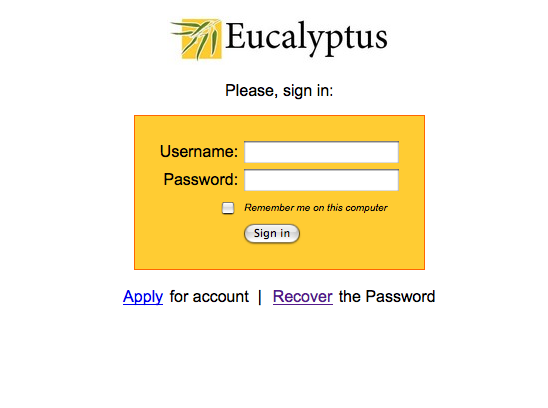 Eucalyptus
Please, sign in:
Username:
Password:
Remember me on this computer
Sign in
Apply for account | Recover the Password